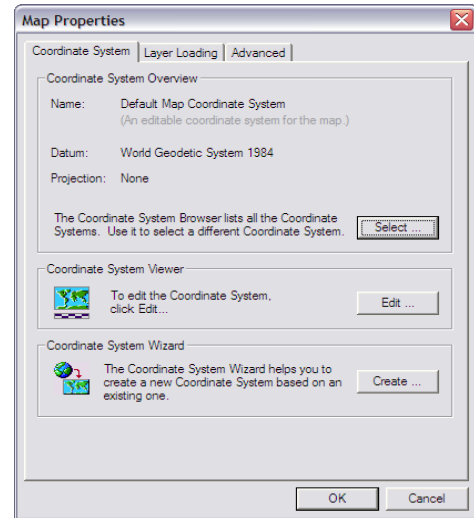 Map Properties
Coordinate System Layer Loading Advanced
Coordinate System Overview
Name: Default Map Coordinate System
(An editable coordinate system for the map.)
Datum: World Geodetic System 1984
Projection: None
The Coordinate System Browser lists all the Coordinate
Systems. Use it to select a different Coordinate System.
Select ...
Coordinate System Viewer
To edit the Coordinate System,
click Edit...
Edit ...
Coordinate System Wizard
The Coordinate System Wizard helps you to
create a new Coordinate System based on an
existing one.
Create ...
OK Cancel